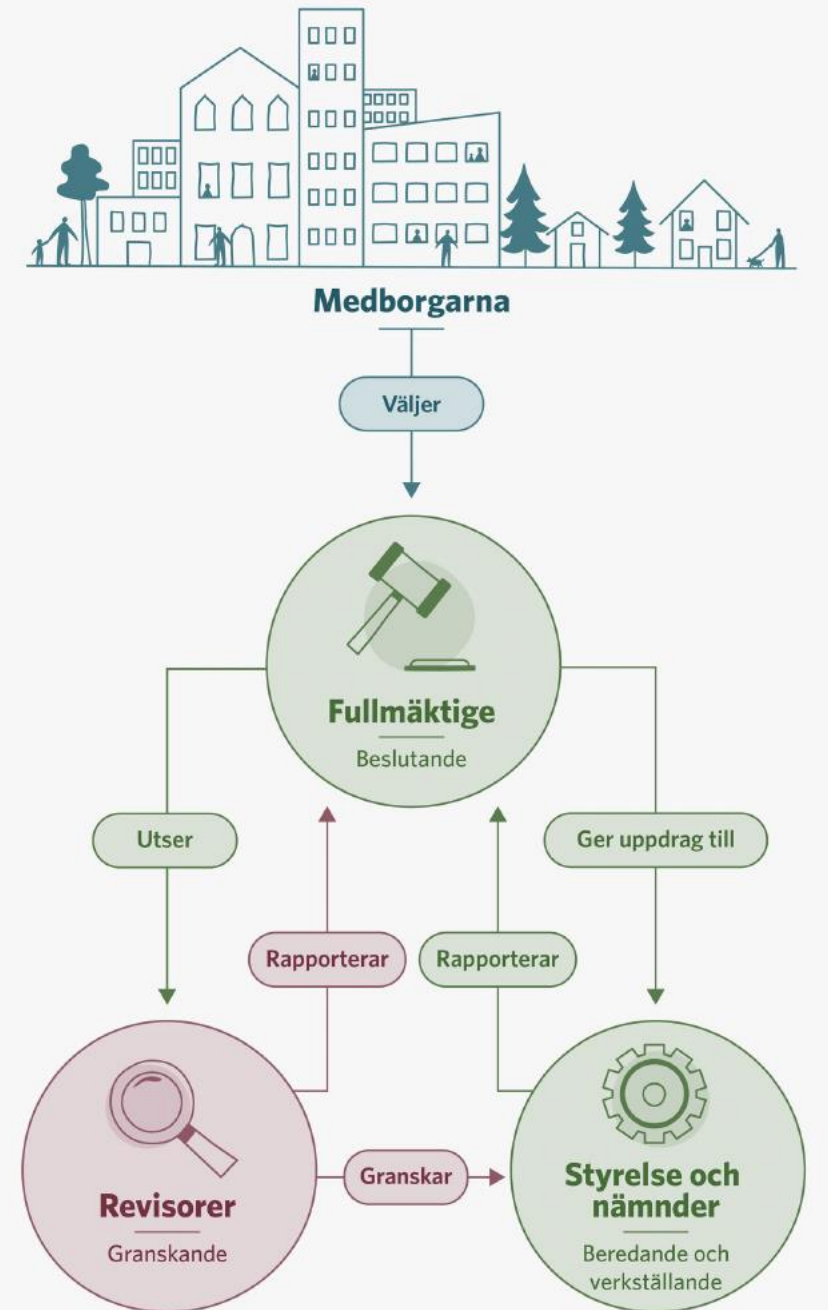 Medborgarna
Väljer
Fullmäktige
Beslutande
Utser
Ger uppdrag till
Rapporterar
Rapporterar
Revisorer
Granskande
Granskar
Styrelse och
nämnder
Beredande och
verkställande